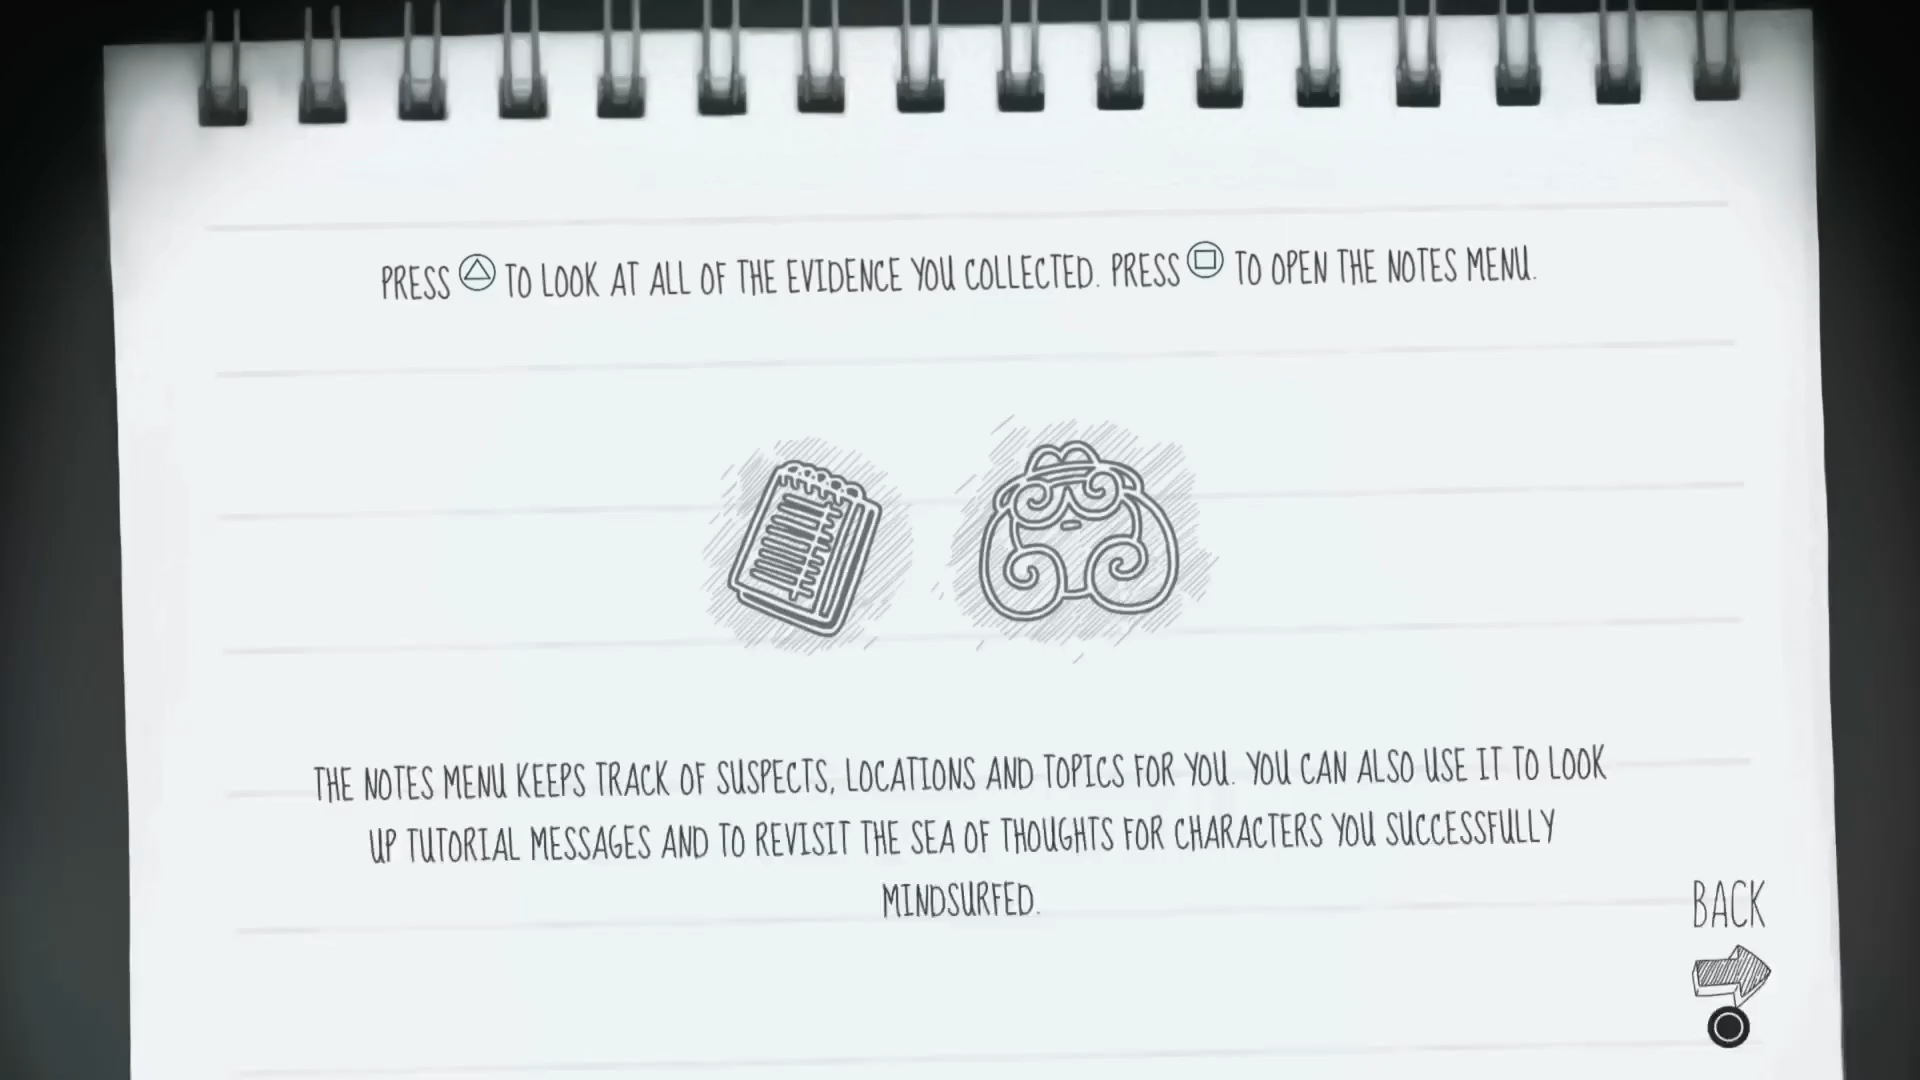 PRESS TO LOOK AT ALL OF THE EVIDENCE YOU COLLECTED. PRESS TO OPEN THE NOTES MENU.
THE NOTES MENU KEEPS TRACK OF SUSPECTS, LOCATIONS AND TOPICS FOR YOU. YOU CAN ALSO USE IT TO LOOK
UP TUTORIAL MESSAGES AND TO REVISIT THE SEA OF THOUGHTS FOR CHARACTERS YOU SUCCESSFULLY
MINDSURFED.
BACK